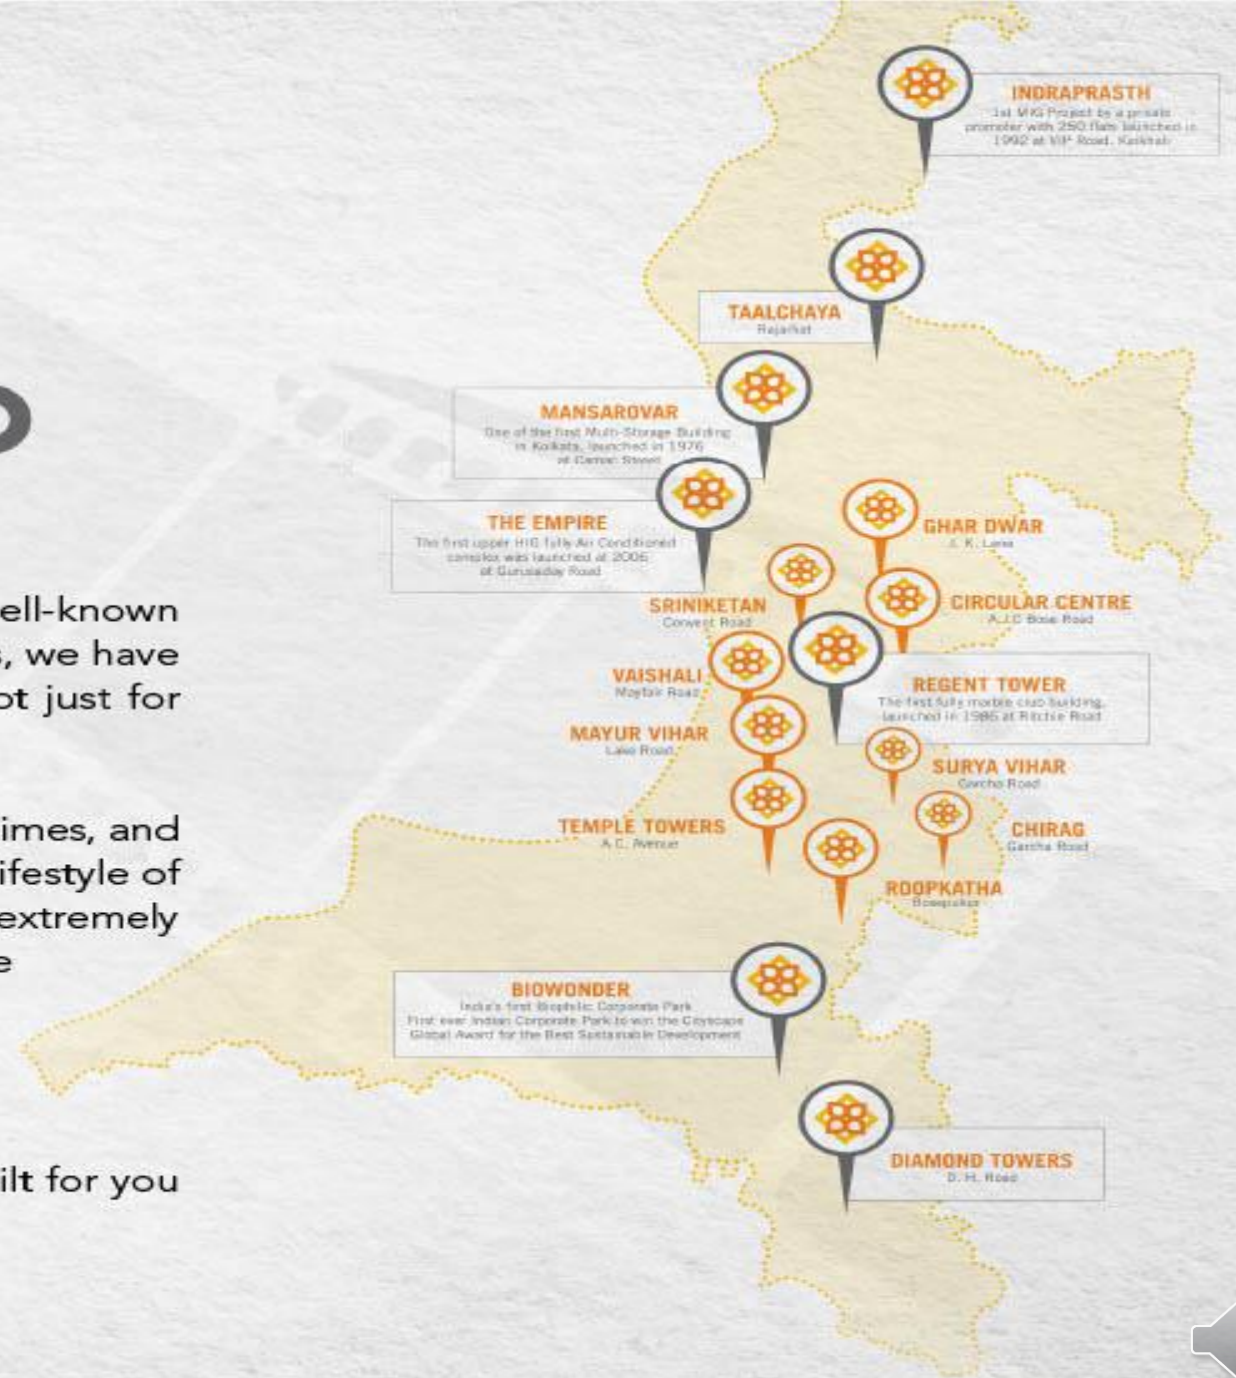 ell-known
s, we have
ot just for
imes, and
ifestyle of
extremely
e
ilt for you
INDRAPRASTH
1st MIG Project by a private
promoter with 250 flats launched in
1992 at VIP Road, Kaikhali
TAALCHAYA
Rajarhat
MANSAROVAR
One of the first Multi-Storage Building
in Kolkata, launched in 1976
at Camac Street
THE EMPIRE
The first upper HIG fully Air Conditioned
complex was launched at 2006
at Gurusaday Road
GHAR DWAR
J. K. Lane
SRINIKETAN
Convent Road
CIRCULAR CENTRE
A.J.C Bose Road
VAISHALI
Mayfair Road
REGENT TOWER
The first fully marble clad building,
launched in 1986 at Ritchie Road
MAYUR VIHAR
Lake Road
SURYA VIHAR
Garcha Road
TEMPLE TOWERS
A.C. Avenue
CHIRAG
Garcha Road
ROOPKATHA
Bosepukur
BIOWONDER
India's first Biophilic Corporate Park
First ever Indian Corporate Park to win the Cityscape
Global Award for the Best Sustainable Development
DIAMOND TOWERS
D. H. Road